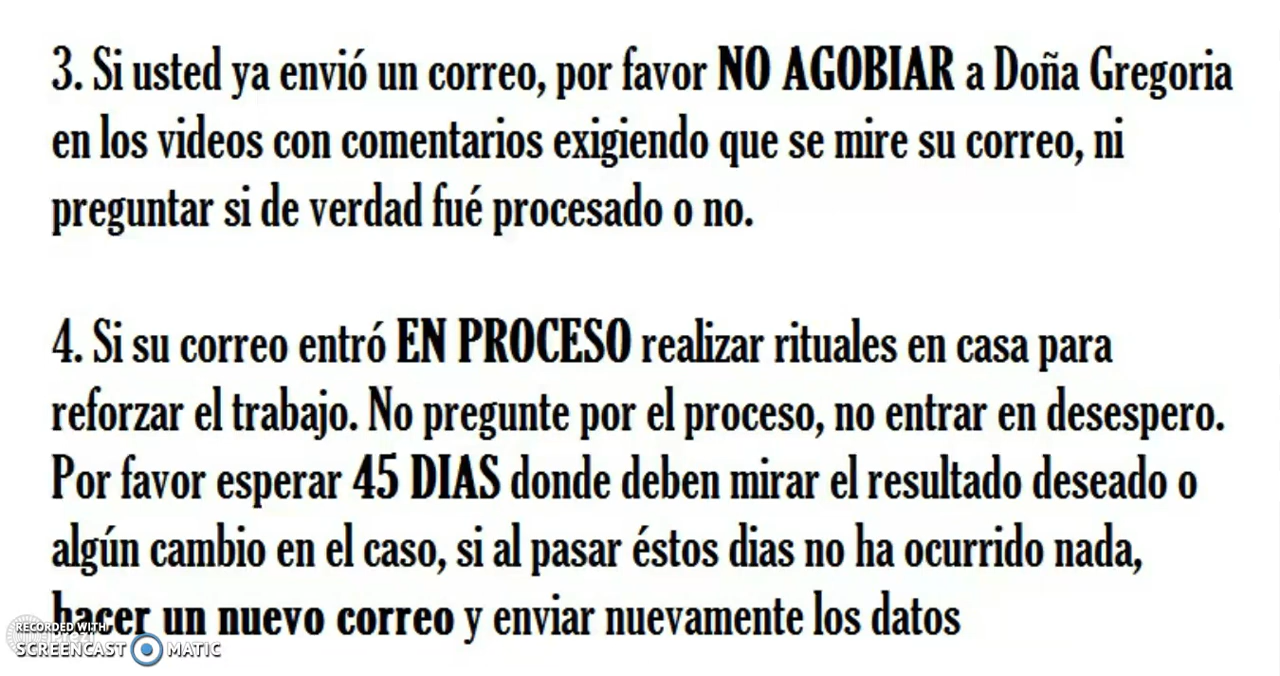 3. Si usted ya envió un correo, por favor NO AGOBIAR a Doña Gregoria
en los videos con comentarios exigiendo que se mire su correo, ni
preguntar si de verdad fué procesado o no.
4. Si su correo entró EN PROCESO realizar rituales en casa para
reforzar el trabajo. No pregunte por el proceso, no entrar en desespero.
Por favor esperar 45 DIAS donde deben mirar el resultado deseado o
algún cambio en el caso, si al pasar éstos dias no ha ocurrido nada,
hacer un nuevo correo y enviar nuevamente los datos
RECORDED WITH
Prezi
SCREENCAST MATIC